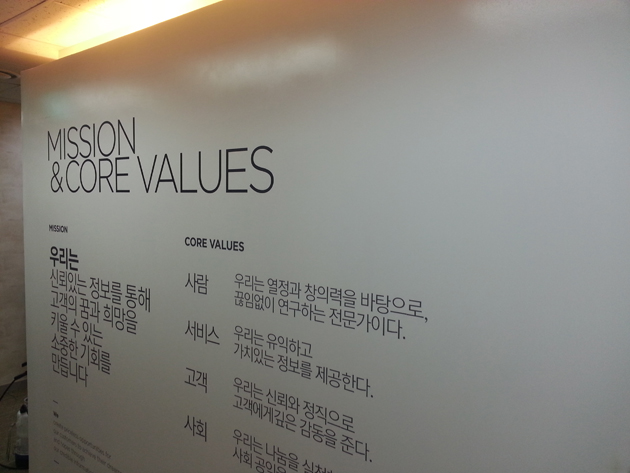 MISSION
&CORE VALUES
MISSION
우리는
신뢰있는 정보를 통해
고객의 꿈과 희망을
키울 수 있는
소중한 기회를
만듭니다
CORE VALUES
사람
우리는 열정과 창의력을 바탕으로,
끊임없이 연구하는 전문가이다.
서비스
우리는 유익하고
가치있는 정보를 제공한다.
고객
우리는 신뢰와 정직으로
고객에게 깊은 감동을 준다.
사회
우리는 나눔을